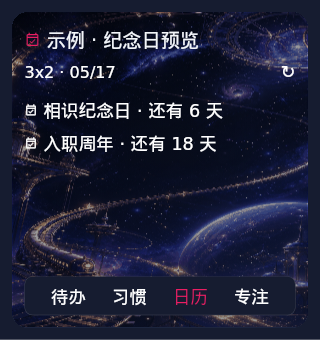 示例 · 纪念日预览
3x2 · 05/17 ↻
相识纪念日 · 还有 6 天
入职周年 · 还有 18 天
待办 习惯 日历 专注